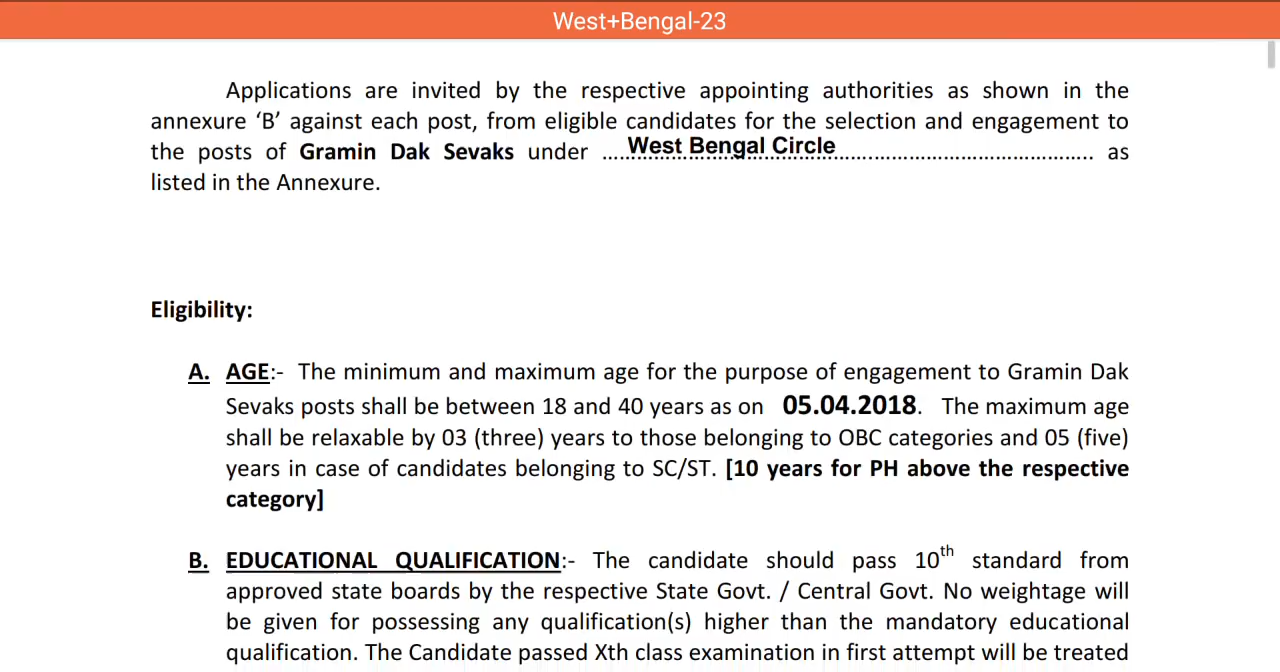 West+Bengal-23
Applications are invited by the respective appointing authorities as shown in the
annexure ‘B’ against each post, from eligible candidates for the selection and engagement to
the posts of Gramin Dak Sevaks under ....West Bengal Circle.......................................... as
listed in the Annexure.
Eligibility:
A. AGE:- The minimum and maximum age for the purpose of engagement to Gramin Dak
Sevaks posts shall be between 18 and 40 years as on 05.04.2018. The maximum age
shall be relaxable by 03 (three) years to those belonging to OBC categories and 05 (five)
years in case of candidates belonging to SC/ST. [10 years for PH above the respective
category]
B. EDUCATIONAL QUALIFICATION:- The candidate should pass 10th standard from
approved state boards by the respective State Govt. / Central Govt. No weightage will
be given for possessing any qualification(s) higher than the mandatory educational
qualification. The Candidate passed Xth class examination in first attempt will be treated